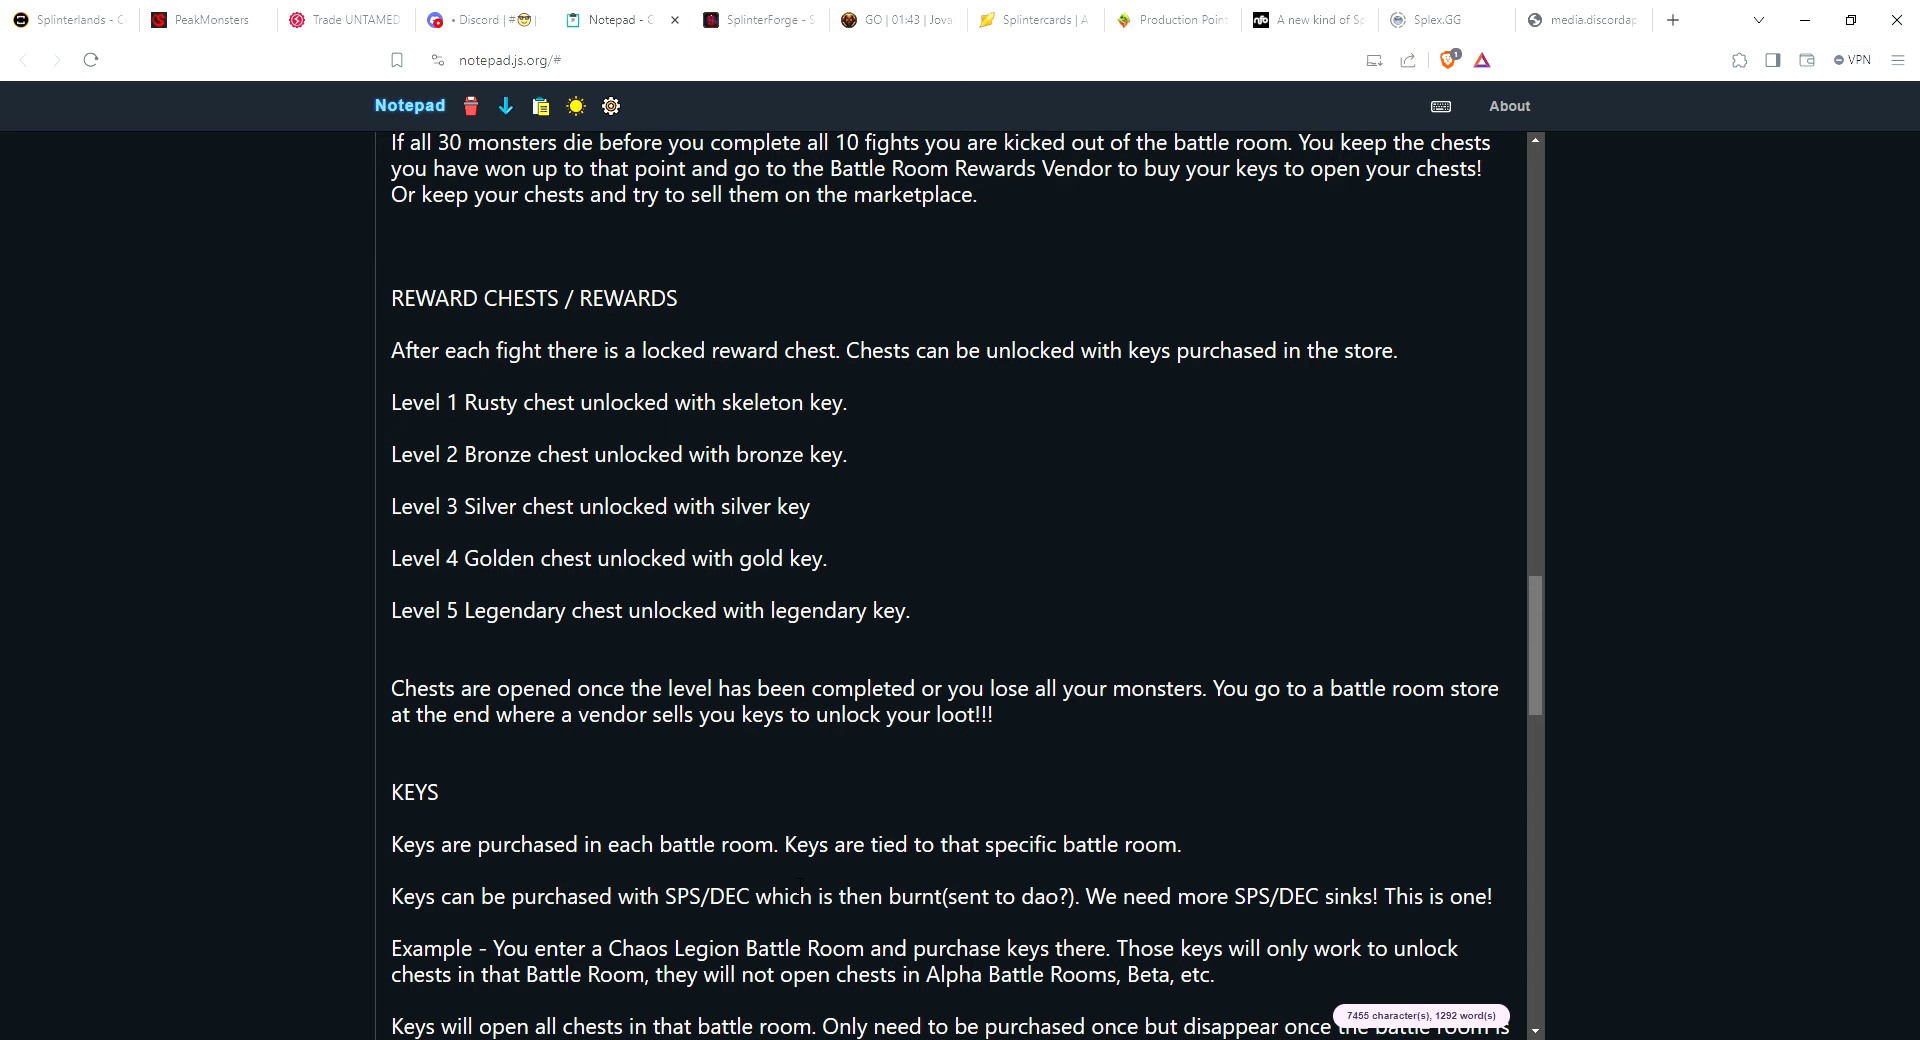 Splinterlands - C
PeakMonsters
Trade UNTAMED
• Discord | #😎 |
Notepad - C
SplinterForge - S
GO | 01:43 | Jova
Splintercards | A
Production Poin
A new kind of Sp
Splex.GG
media.discordap
notepad.js.org/#
1
VPN
Notepad
About
If all 30 monsters die before you complete all 10 fights you are kicked out of the battle room. You keep the chests
you have won up to that point and go to the Battle Room Rewards Vendor to buy your keys to open your chests!
Or keep your chests and try to sell them on the marketplace.
REWARD CHESTS / REWARDS
After each fight there is a locked reward chest. Chests can be unlocked with keys purchased in the store.
Level 1 Rusty chest unlocked with skeleton key.
Level 2 Bronze chest unlocked with bronze key.
Level 3 Silver chest unlocked with silver key
Level 4 Golden chest unlocked with gold key.
Level 5 Legendary chest unlocked with legendary key.
Chests are opened once the level has been completed or you lose all your monsters. You go to a battle room store
at the end where a vendor sells you keys to unlock your loot!!!
KEYS
Keys are purchased in each battle room. Keys are tied to that specific battle room.
Keys can be purchased with SPS/DEC which is then burnt(sent to dao?). We need more SPS/DEC sinks! This is one!
Example - You enter a Chaos Legion Battle Room and purchase keys there. Those keys will only work to unlock
chests in that Battle Room, they will not open chests in Alpha Battle Rooms, Beta, etc.
Keys will open all chests in that battle room. Only need to be purchased once but disappear once the battle room is
7455 character(s), 1292 word(s)